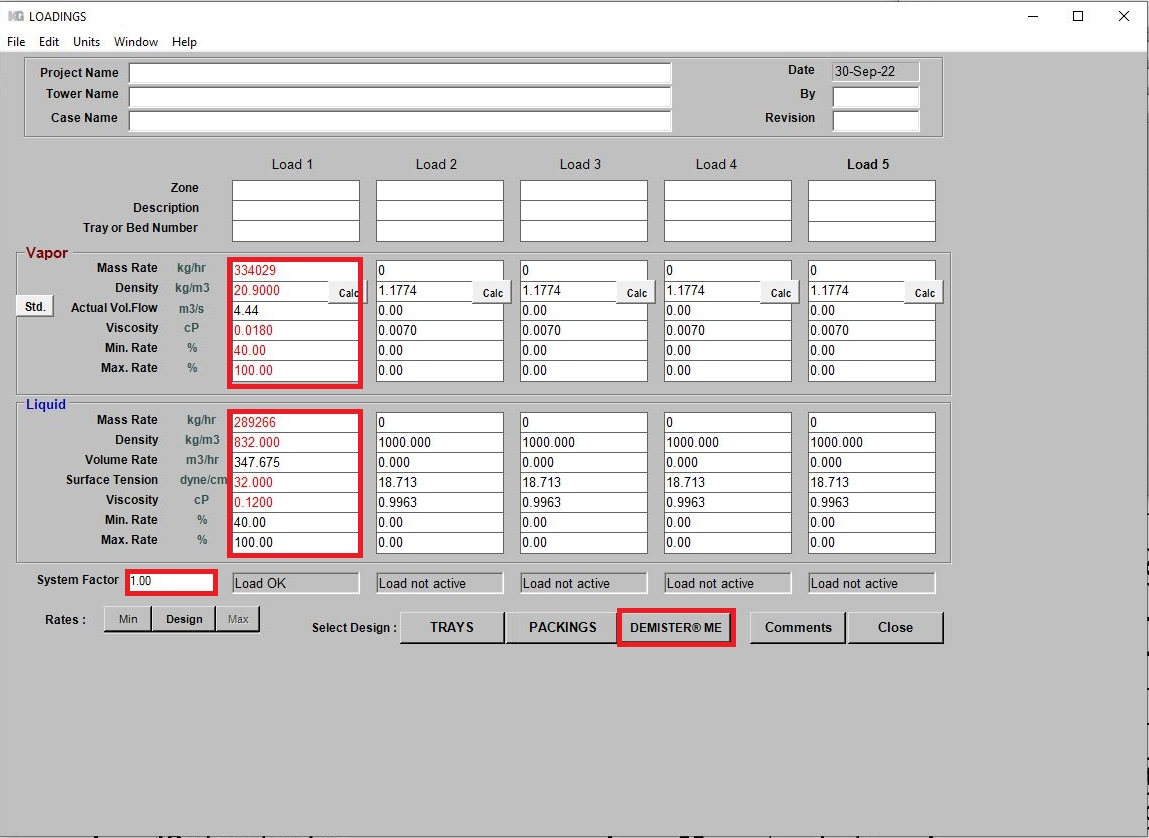 KG LOADINGS
File Edit Units Window Help
Project Name Date 30-Sep-22
Tower Name By
Case Name Revision
Load 1 Load 2 Load 3 Load 4 Load 5
Zone
Description
Tray or Bed Number
Vapor
Mass Rate kg/hr 334029 0 0 0 0
Density kg/m3 20.9000 Calc 1.1774 Calc 1.1774 Calc 1.1774 Calc 1.1774 Calc
Std. Actual Vol.Flow m3/s 4.44 0.00 0.00 0.00 0.00
Viscosity cP 0.0180 0.0070 0.0070 0.0070 0.0070
Min. Rate % 40.00 0.00 0.00 0.00 0.00
Max. Rate % 100.00 0.00 0.00 0.00 0.00
Liquid
Mass Rate kg/hr 289266 0 0 0 0
Density kg/m3 832.000 1000.000 1000.000 1000.000 1000.000
Volume Rate m3/hr 347.675 0.000 0.000 0.000 0.000
Surface Tension dyne/cm 32.000 18.713 18.713 18.713 18.713
Viscosity cP 0.1200 0.9963 0.9963 0.9963 0.9963
Min. Rate % 40.00 0.00 0.00 0.00 0.00
Max. Rate % 100.00 0.00 0.00 0.00 0.00
System Factor 1.00 Load OK Load not active Load not active Load not active Load not active
Rates : Min Design Max Select Design : TRAYS PACKINGS DEMISTER® ME Comments Close